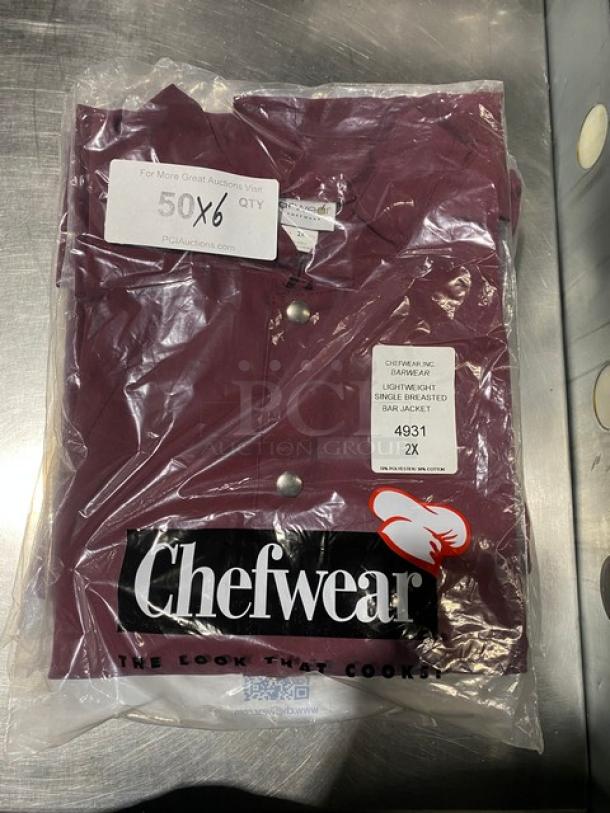 For More Great Auctions Visit
50x6 QTY
PCIAuctions.com
2X
PCI
AUCTION GROUP
CHEFWEAR, INC.
BARWEAR
LIGHTWEIGHT
SINGLE BREASTED
BAR JACKET
4931
2X
Chefwear
THE LOOK THAT COOKS!